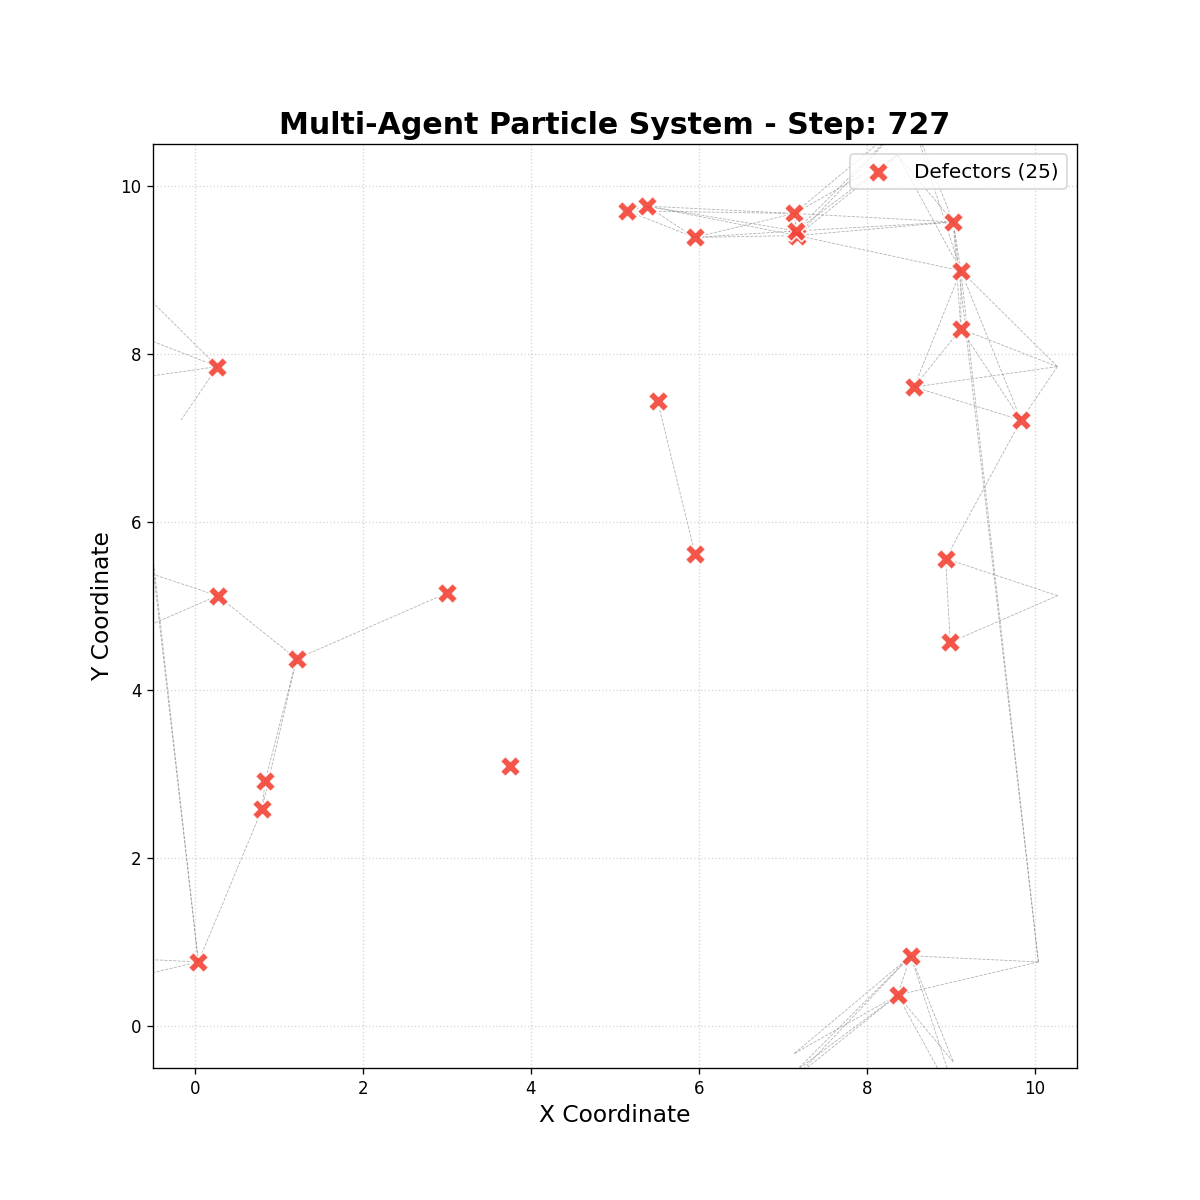 Multi-Agent Particle System - Step: 727
Defectors (25)
10
8
6
4
2
0
Y Coordinate
0 2 4 6 8 10
X Coordinate